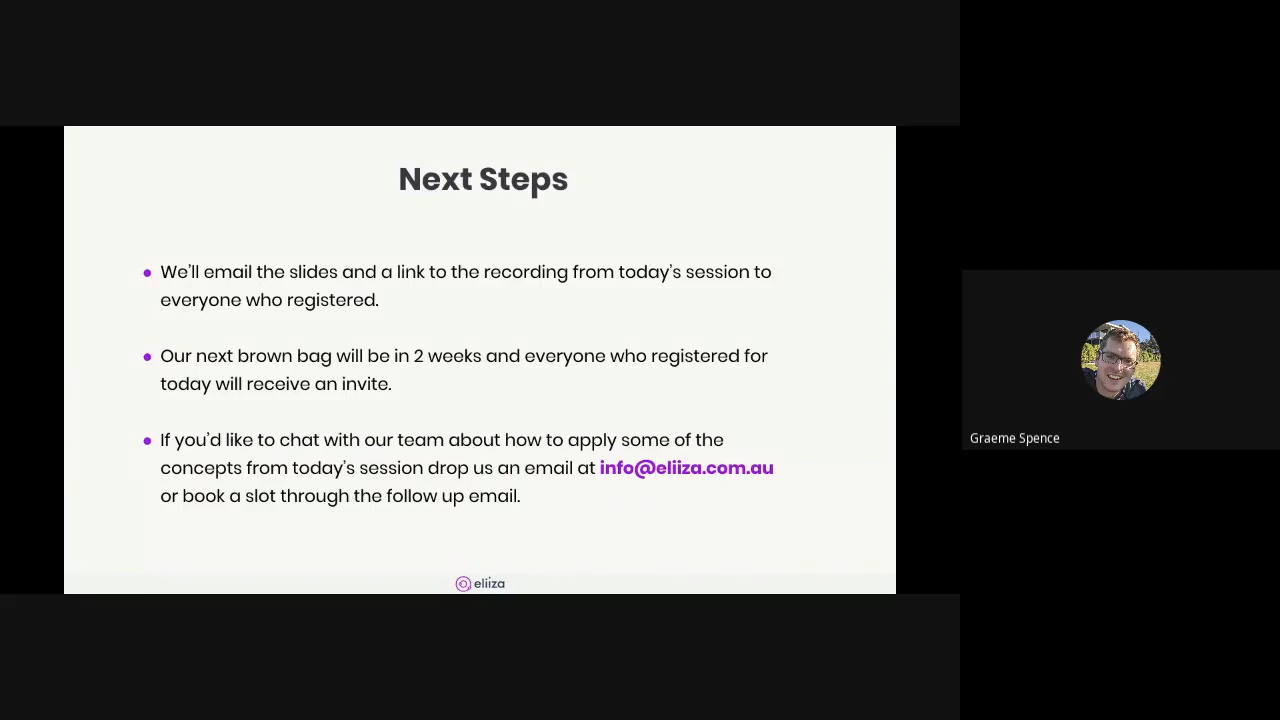 Next Steps
• We'll email the slides and a link to the recording from today's session to
everyone who registered.
• Our next brown bag will be in 2 weeks and everyone who registered for
today will receive an invite.
• If you'd like to chat with our team about how to apply some of the
concepts from today's session drop us an email at info@eliiza.com.au
or book a slot through the follow up email.
eliiza
Graeme Spence